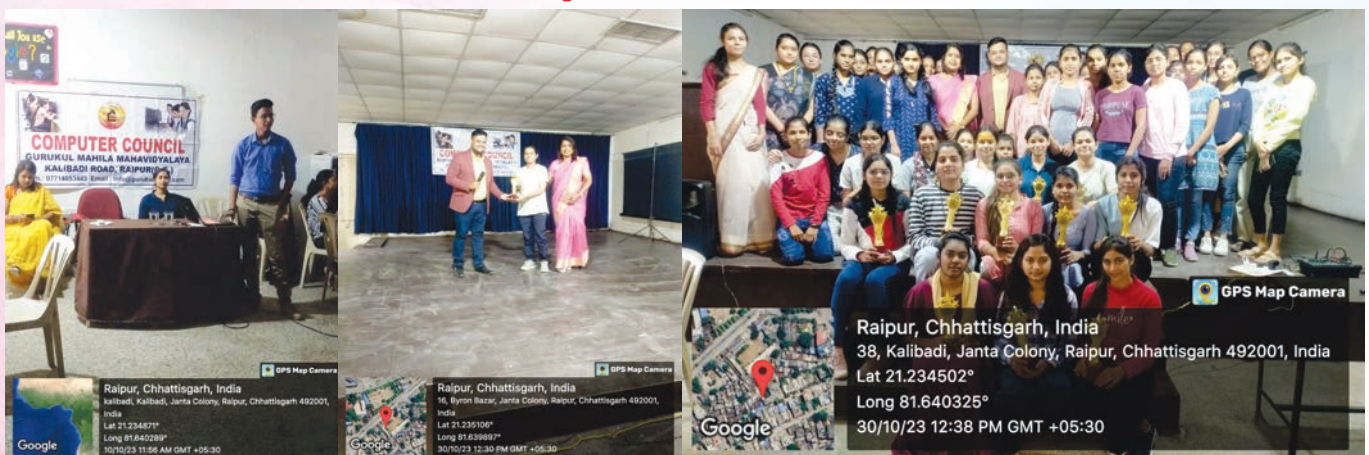 COMPUTER COUNCIL
GURUKUL MAHILA MAHAVIDYALAYA
KALIBADI ROAD, RAIPUR
GPS Map Camera
Google
Raipur, Chhattisgarh, India
kalibadi, Kalibadi, Janta Colony, Raipur, Chhattisgarh 492001,
India
Lat 21.234871°
Long 81.640289°
10/10/23 11:56 AM GMT +05:30
GPS Map Camera
Google
Raipur, Chhattisgarh, India
16, Byron Bazar, Janta Colony, Raipur, Chhattisgarh 492001,
India
Lat 21.235106°
Long 81.639897°
30/10/23 12:30 PM GMT +05:30
GPS Map Camera
Google
Raipur, Chhattisgarh, India
38, Kalibadi, Janta Colony, Raipur, Chhattisgarh 492001, India
Lat 21.234502°
Long 81.640325°
30/10/23 12:38 PM GMT +05:30